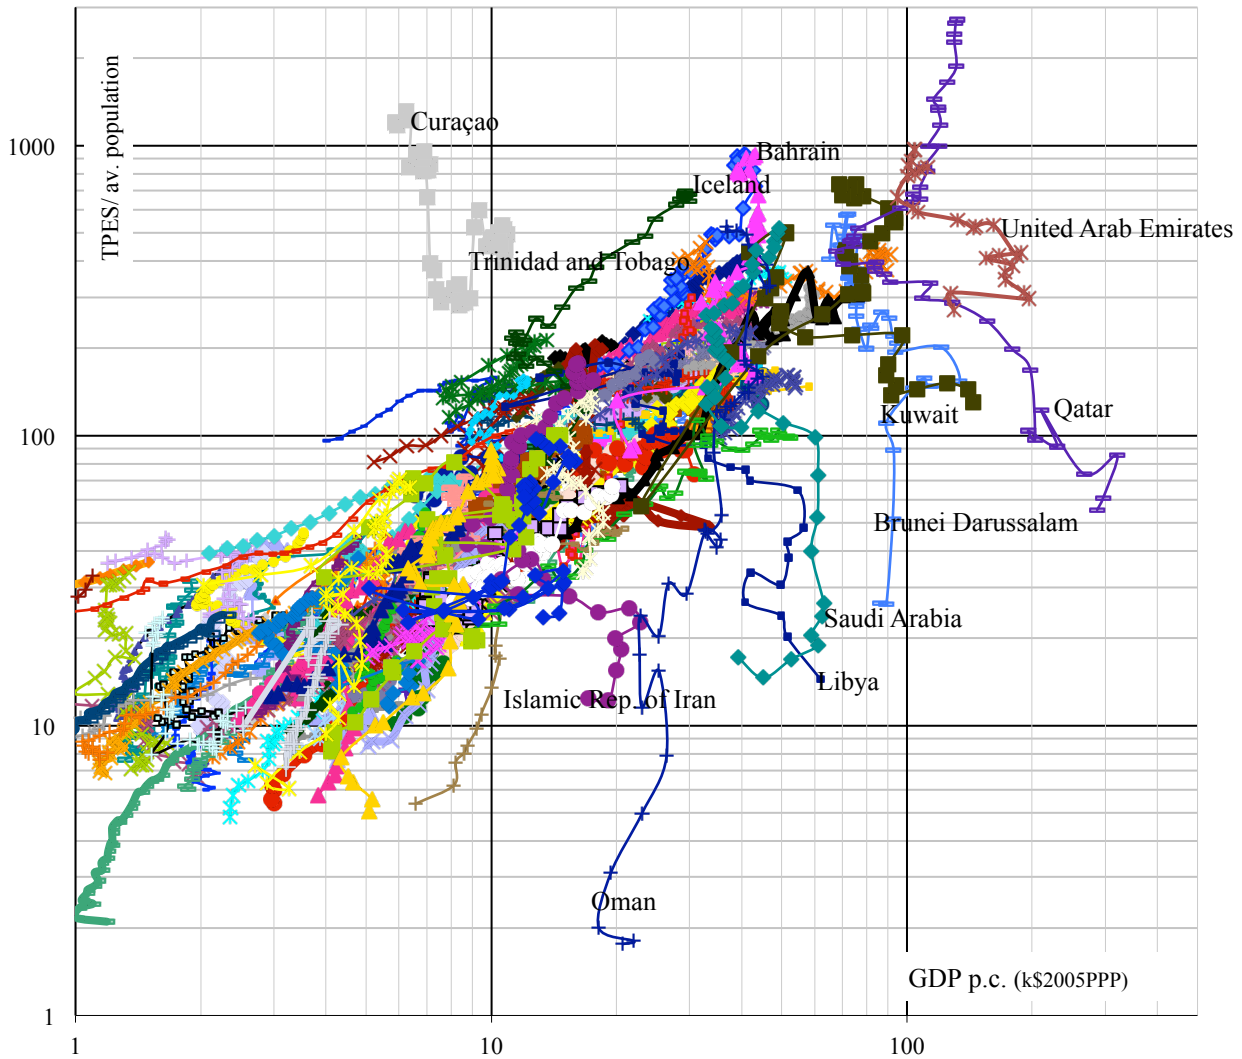 TPES/ av. population
Curaçao
1000
Bahrain
Iceland
United Arab Emirates
Trinidad and Tobago
Kuwait
Qatar
100
Brunei Darussalam
Saudi Arabia
Libya
Islamic Rep. of Iran
10
Oman
GDP p.c. (k$2005PPP)
1
1 10 100